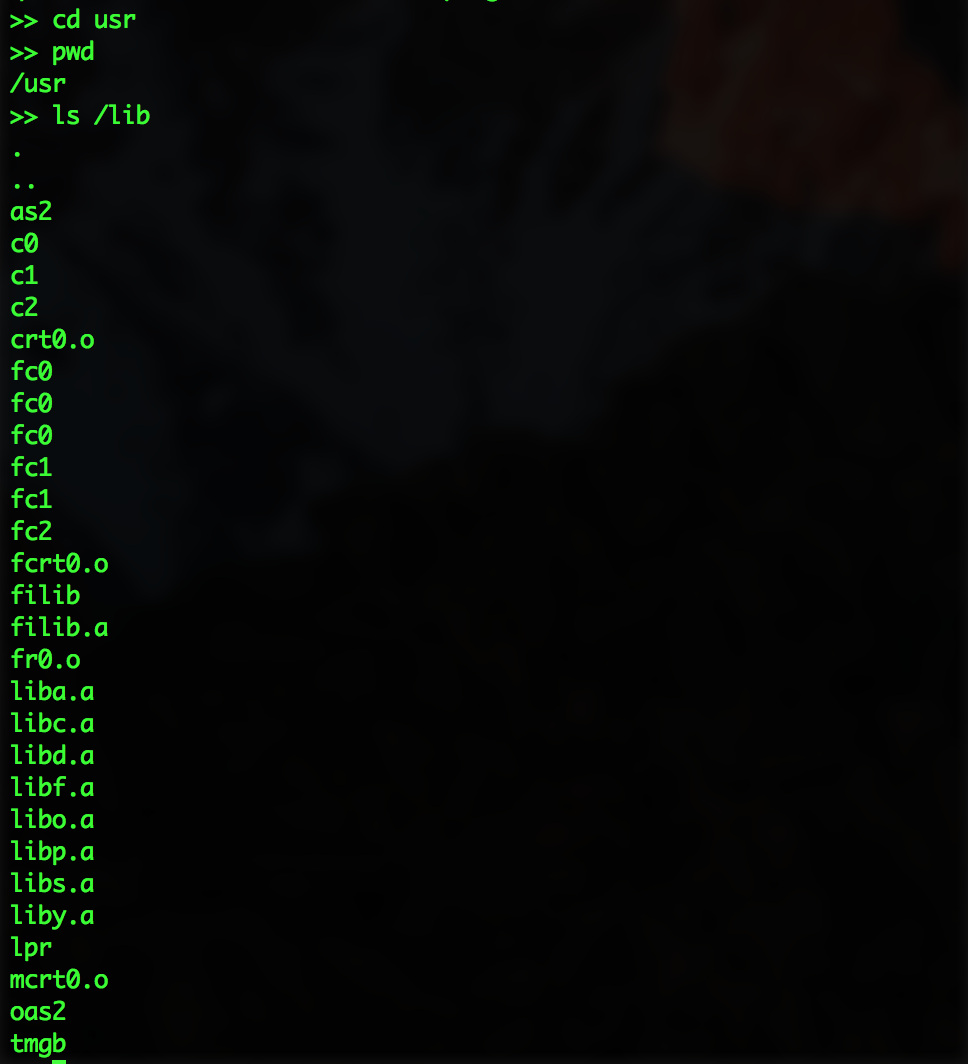 >> cd usr
>> pwd
/usr
>> ls /lib
.
..
as2
c0
c1
c2
crt0.o
fc0
fc0
fc0
fc1
fc1
fc2
fcrt0.o
filib
filib.a
fr0.o
liba.a
libc.a
libd.a
libf.a
libo.a
libp.a
libs.a
liby.a
lpr
mcrt0.o
oas2
tmgb